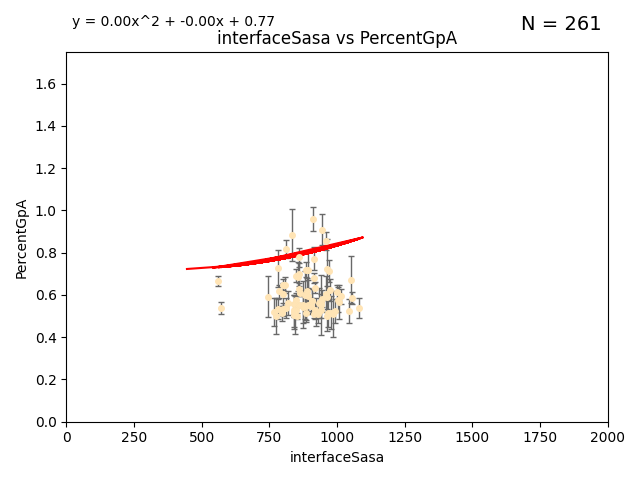 y = 0.00x^2 + -0.00x + 0.77
N = 261
interfaceSasa vs PercentGpA
PercentGpA
1.6
1.4
1.2
1.0
0.8
0.6
0.4
0.2
0.0
0 250 500 750 1000 1250 1500 1750 2000
interfaceSasa